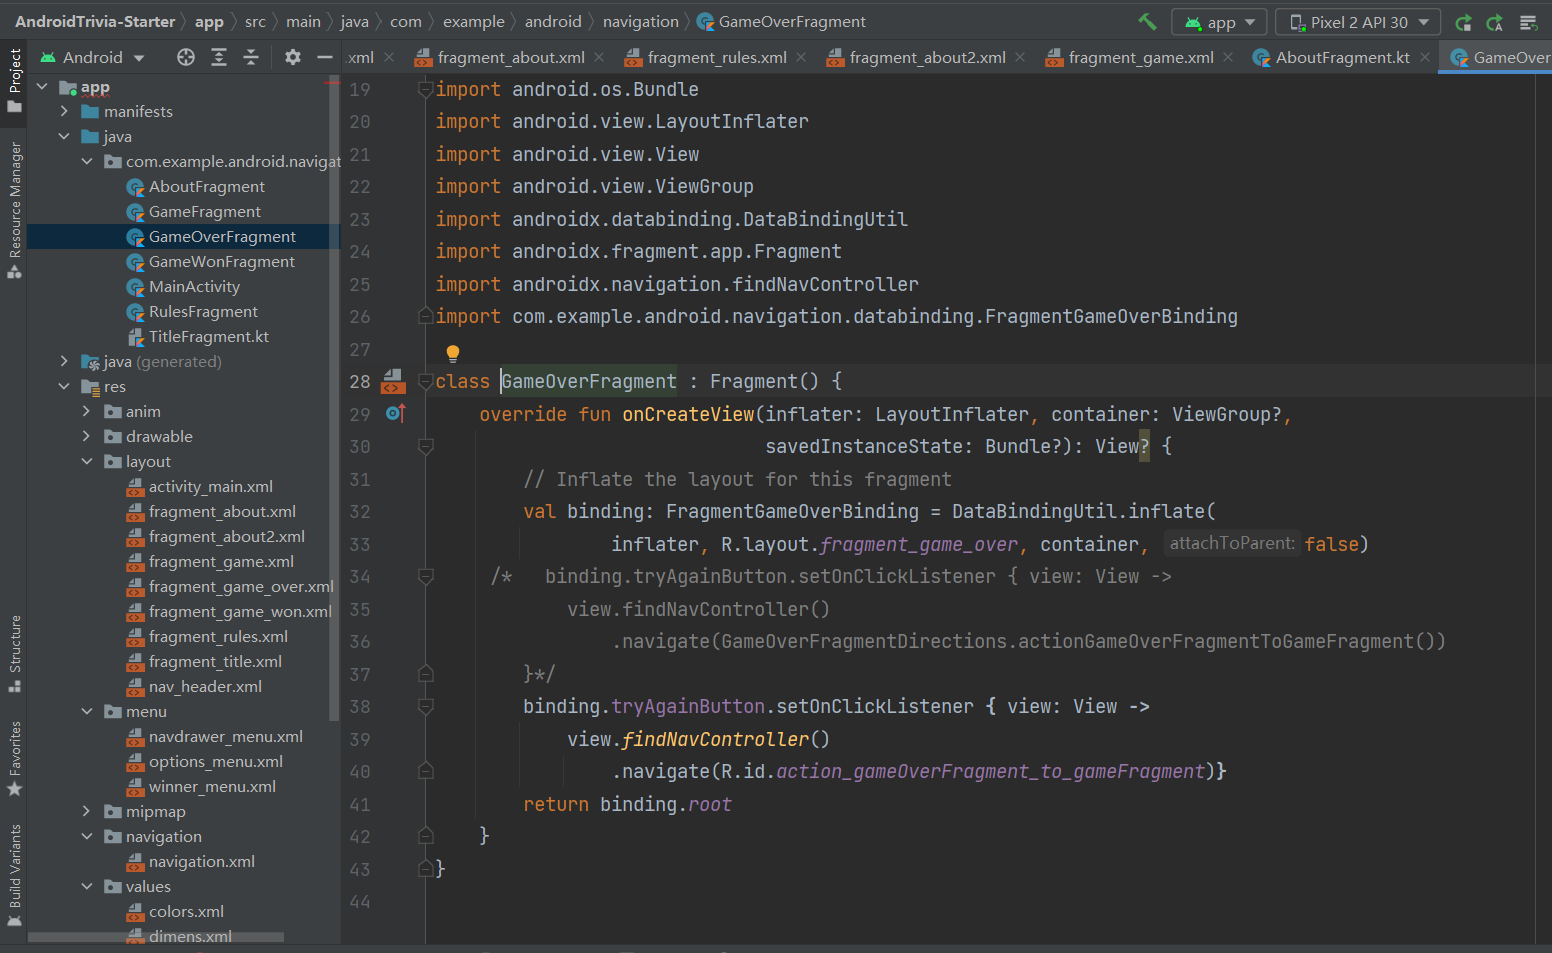 AndroidTrivia-Starter app src main java com example android navigation GameOverFragment
app Pixel 2 API 30
Android
.xml fragment_about.xml fragment_rules.xml fragment_about2.xml fragment_game.xml AboutFragment.kt GameOver
Project
Resource Manager
Structure
Favorites
Build Variants
app
manifests
java
com.example.android.navigat
AboutFragment
GameFragment
GameOverFragment
GameWonFragment
MainActivity
RulesFragment
TitleFragment.kt
java (generated)
res
anim
drawable
layout
activity_main.xml
fragment_about.xml
fragment_about2.xml
fragment_game.xml
fragment_game_over.xml
fragment_game_won.xml
fragment_rules.xml
fragment_title.xml
nav_header.xml
menu
navdrawer_menu.xml
options_menu.xml
winner_menu.xml
mipmap
navigation
navigation.xml
values
colors.xml
dimens.xml
19 import android.os.Bundle
20 import android.view.LayoutInflater
21 import android.view.View
22 import android.view.ViewGroup
23 import androidx.databinding.DataBindingUtil
24 import androidx.fragment.app.Fragment
25 import androidx.navigation.findNavController
26 import com.example.android.navigation.databinding.FragmentGameOverBinding
27
28 class GameOverFragment : Fragment() {
29 override fun onCreateView(inflater: LayoutInflater, container: ViewGroup?,
30 savedInstanceState: Bundle?): View? {
31 // Inflate the layout for this fragment
32 val binding: FragmentGameOverBinding = DataBindingUtil.inflate(
33 inflater, R.layout.fragment_game_over, container, attachToParent: false)
34 /* binding.tryAgainButton.setOnClickListener { view: View ->
35 view.findNavController()
36 .navigate(GameOverFragmentDirections.actionGameOverFragmentToGameFragment())
37 }*/
38 binding.tryAgainButton.setOnClickListener { view: View ->
39 view.findNavController()
40 .navigate(R.id.action_gameOverFragment_to_gameFragment)}
41 return binding.root
42 }
43 }
44